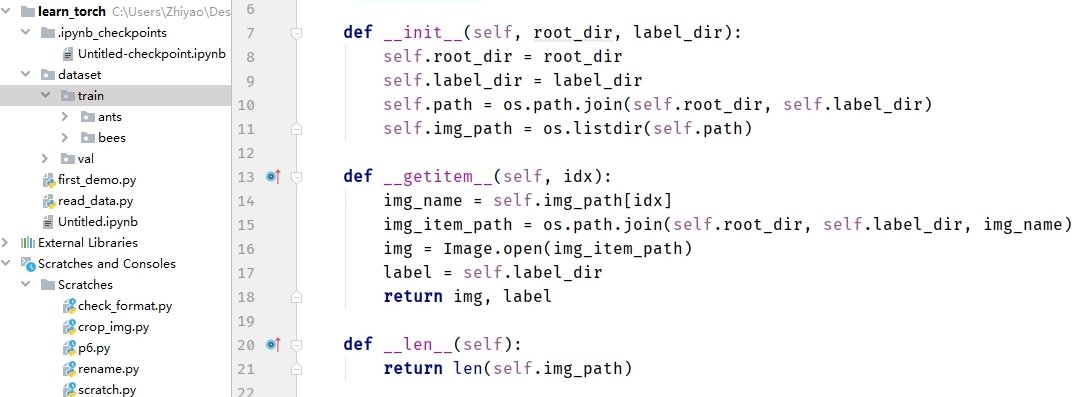 learn_torch C:\Users\Zhiyao\Des
.ipynb_checkpoints
Untitled-checkpoint.ipynb
dataset
train
ants
bees
val
first_demo.py
read_data.py
Untitled.ipynb
External Libraries
Scratches and Consoles
Scratches
check_format.py
crop_img.py
p6.py
rename.py
scratch.py
6
7 def __init__(self, root_dir, label_dir):
8 self.root_dir = root_dir
9 self.label_dir = label_dir
10 self.path = os.path.join(self.root_dir, self.label_dir)
11 self.img_path = os.listdir(self.path)
12
13 def __getitem__(self, idx):
14 img_name = self.img_path[idx]
15 img_item_path = os.path.join(self.root_dir, self.label_dir, img_name)
16 img = Image.open(img_item_path)
17 label = self.label_dir
18 return img, label
19
20 def __len__(self):
21 return len(self.img_path)
22